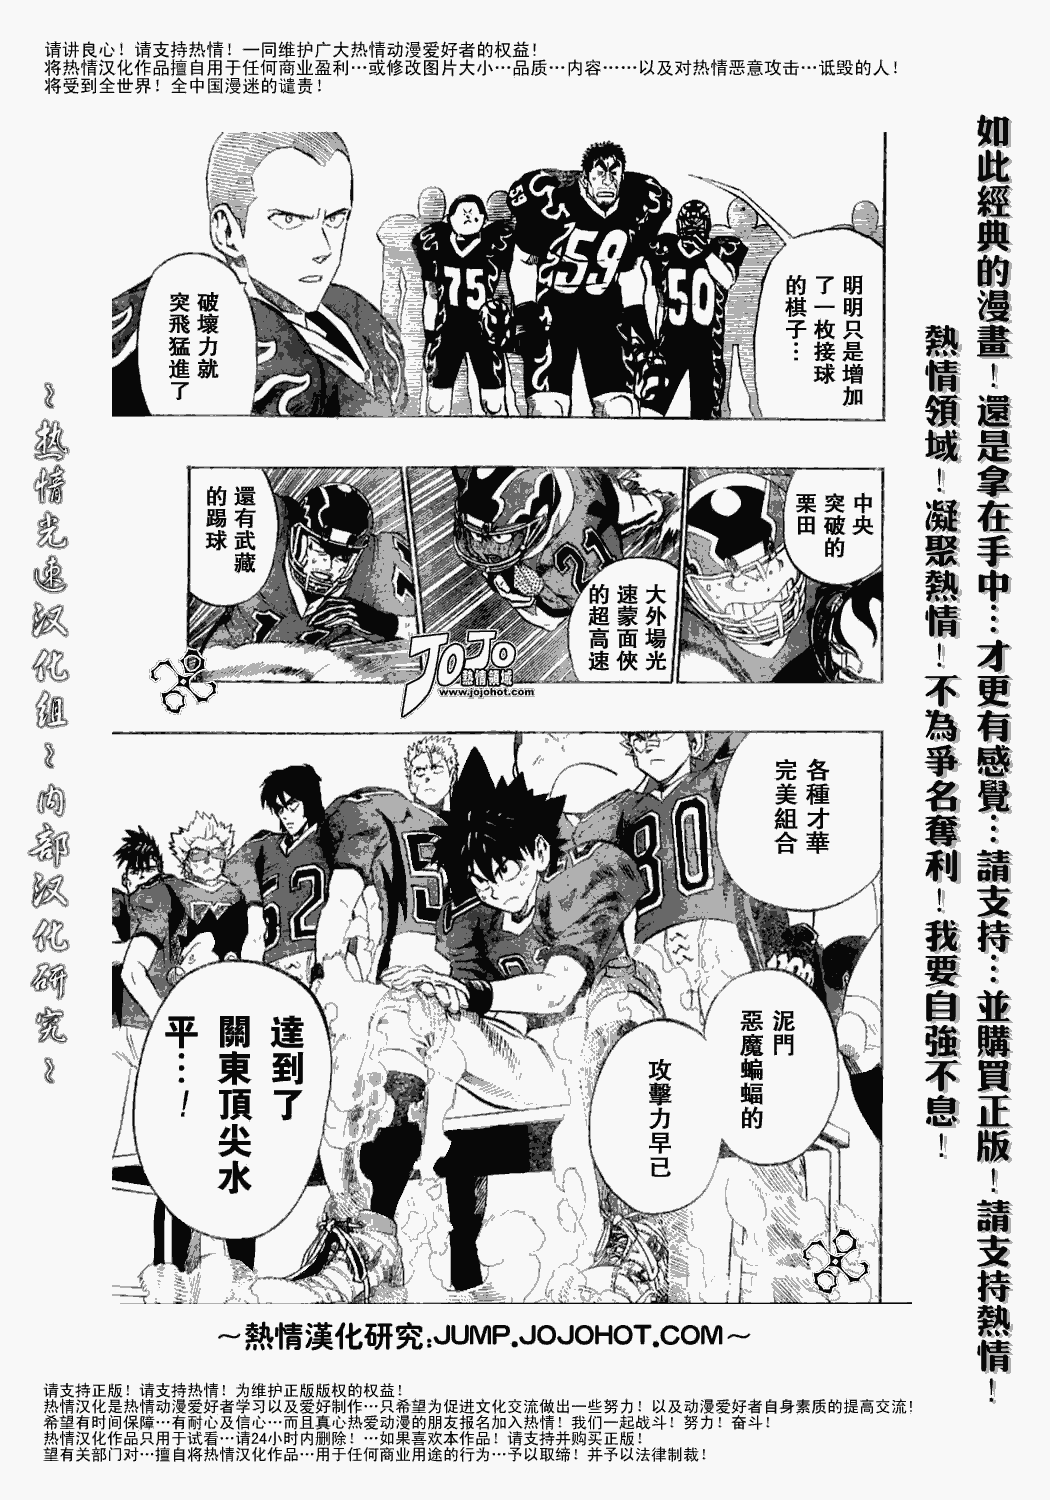 请讲良心！请支持热情！一同维护广大热情动漫爱好者的权益！
将热情汉化作品擅自用于任何商业盈利…或修改图片大小…品质…内容……以及对热情恶意攻击…诋毁的人！
将受到全世界！全中国漫迷的谴责！
如此經典的漫畫！還是拿在手中…才更有感覺…請支持…並購買正版！請支持熱情！
熱情領域！凝聚熱情！不為爭名奪利！我要自強不息！
~热情光速汉化组~内部汉化研究~
明明只是增加
了一枚接球
的棋子…
75
59
50
破壞力就
突飛猛進了
中央
突破的
栗田
大外場光
速蒙面俠
的超高速
21
還有武藏
的踢球
11
JOJO
熱情領域
www.jojohot.com
各種才華
完美組合
52
5
80
泥門
惡魔蝙蝠的
攻擊力早已
達到了
關東頂尖水
平…！
～熱情漢化研究:JUMP.JOJOHOT.COM～
请支持正版！请支持热情！为维护正版版权的权益！
热情汉化是热情动漫爱好者学习以及爱好制作…只希望为促进文化交流做出一些努力！以及动漫爱好者自身素质的提高交流！
希望有时间保障…有耐心及信心…而且真心热爱动漫的朋友报名加入热情！我们一起战斗！努力！奋斗！
热情汉化作品只用于试看…请24小时内删除！…如果喜欢本作品！请支持并购买正版！
望有关部门对…擅自将热情汉化作品…用于任何商业用途的行为…予以取缔！并予以法律制裁！